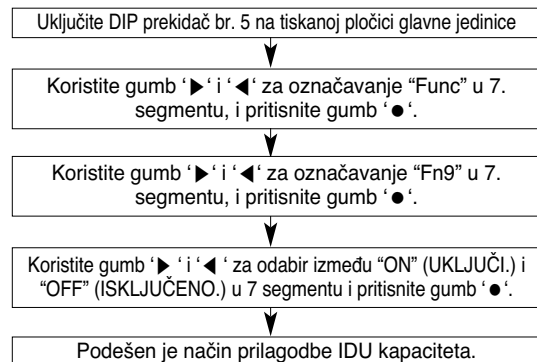 Uključite DIP prekidač br. 5 na tiskanoj pločici glavne jedinice
Koristite gumb ‘▶‘ i ‘◀‘ za označavanje “Func” u 7.
segmentu, i pritisnite gumb ‘●‘.
Koristite gumb ‘▶‘ i ‘◀‘ za označavanje “Fn9” u 7.
segmentu, i pritisnite gumb ‘●‘.
Koristite gumb ‘▶ ‘ i ‘◀ ‘ za odabir između “ON” (UKLJUČI.) i
“OFF” (ISKLJUČENO.) u 7 segmentu i pritisnite gumb ‘●‘.
Podešen je način prilagodbe IDU kapaciteta.